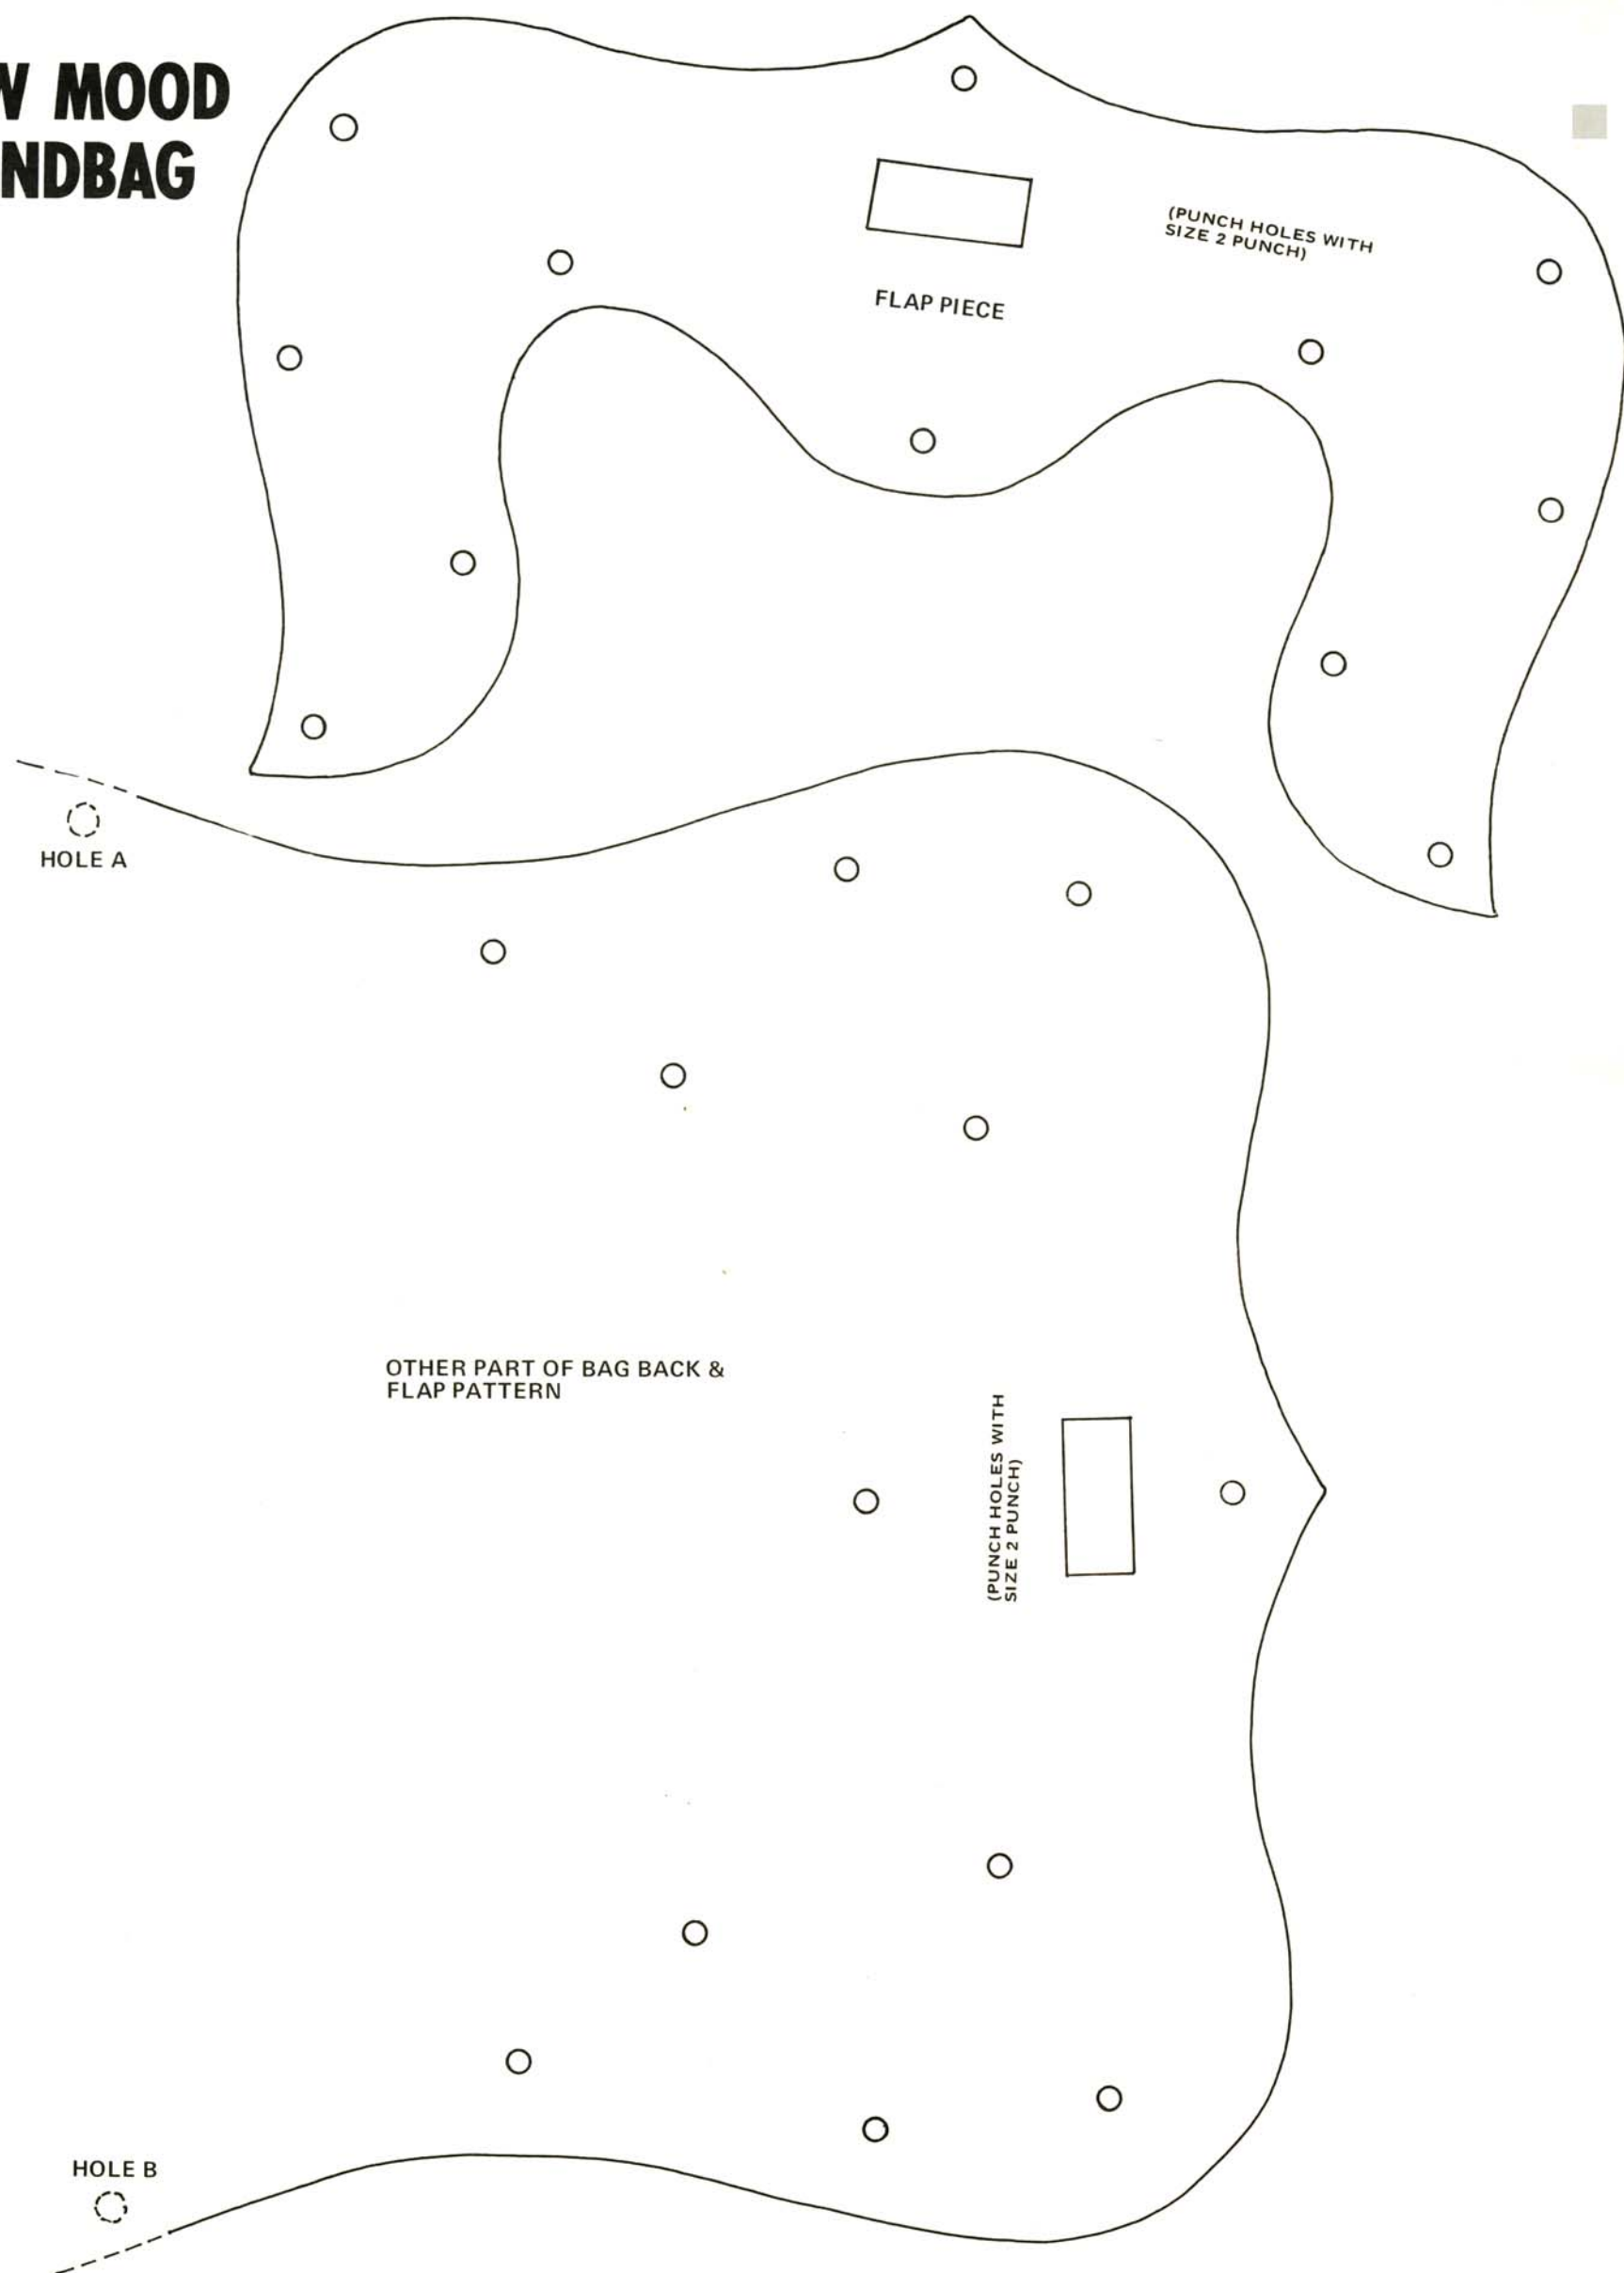 MOOD
NDBAG
(PUNCH HOLES WITH
SIZE 2 PUNCH)
FLAP PIECE
HOLE A
OTHER PART OF BAG BACK &
FLAP PATTERN
(PUNCH HOLES WITH
SIZE 2 PUNCH)
HOLE B